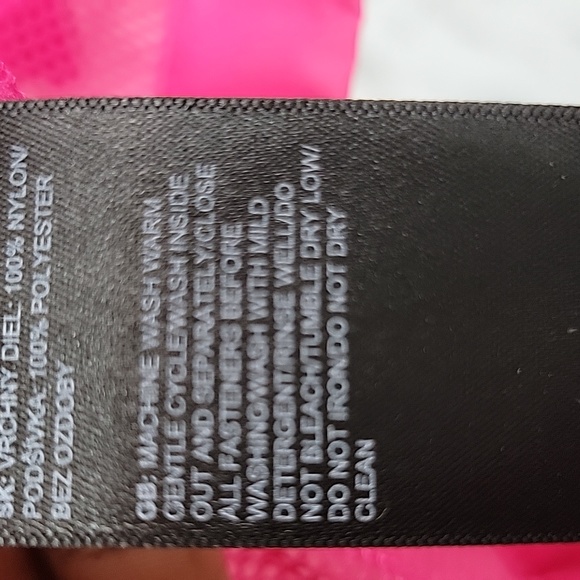 SK: VRCHNY DIEL: 100% NYLON/
PODSIVKA: 100% POLYESTER
BEZ OZDOBY
GB: MACHINE WASH WARM
GENTLE CYCLE WASH INSIDE
OUT AND SEPARATELY/CLOSE
ALL FASTENERS BEFORE
WASHING/WASH WITH MILD
DETERGENT/RINSE WELL/DO
NOT BLEACH/TUMBLE DRY LOW/
DO NOT IRON/DO NOT DRY
CLEAN